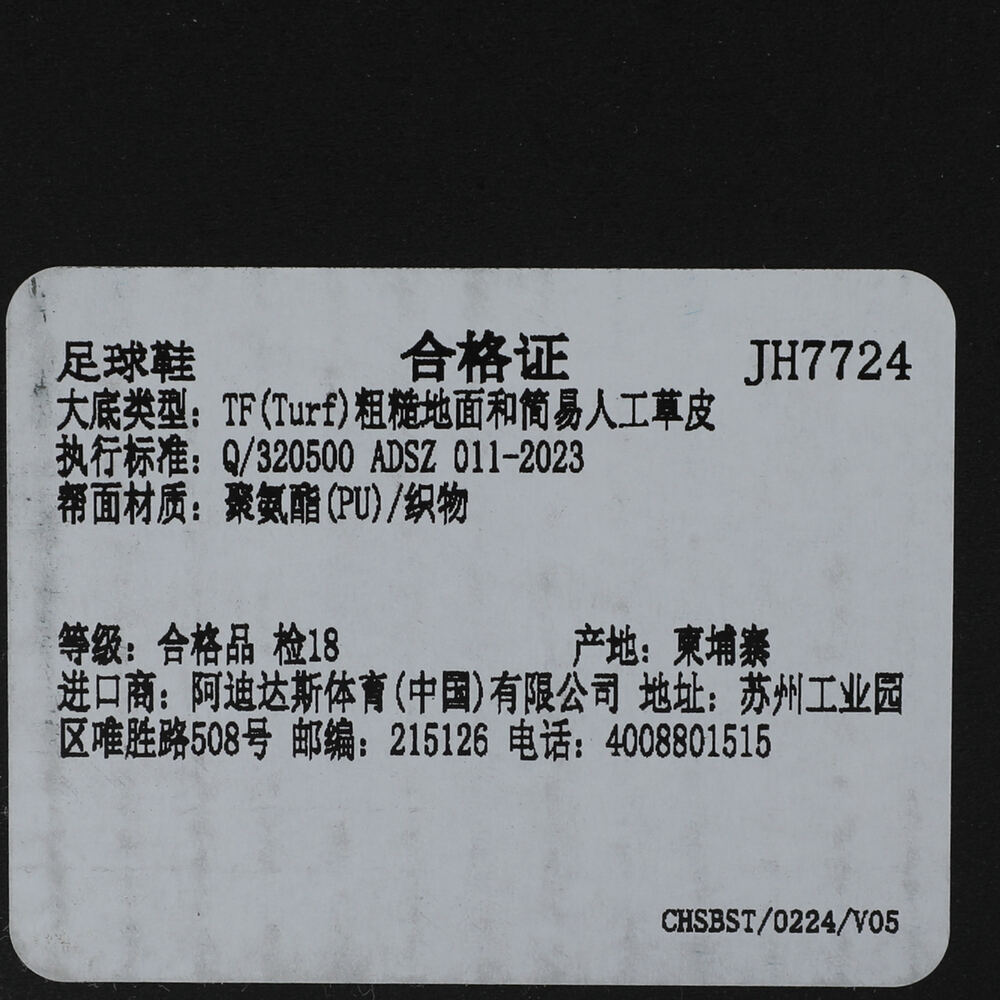 足球鞋 合格证 JH7724
大底类型：TF(Turf)粗糙地面和简易人工草皮
执行标准：Q/320500 ADSZ 011-2023
帮面材质：聚氨酯(PU)/织物
等级：合格品 检18 产地：柬埔寨
进口商：阿迪达斯体育(中国)有限公司 地址：苏州工业园
区唯胜路508号 邮编：215126 电话：4008801515
CHSBST/0224/V05